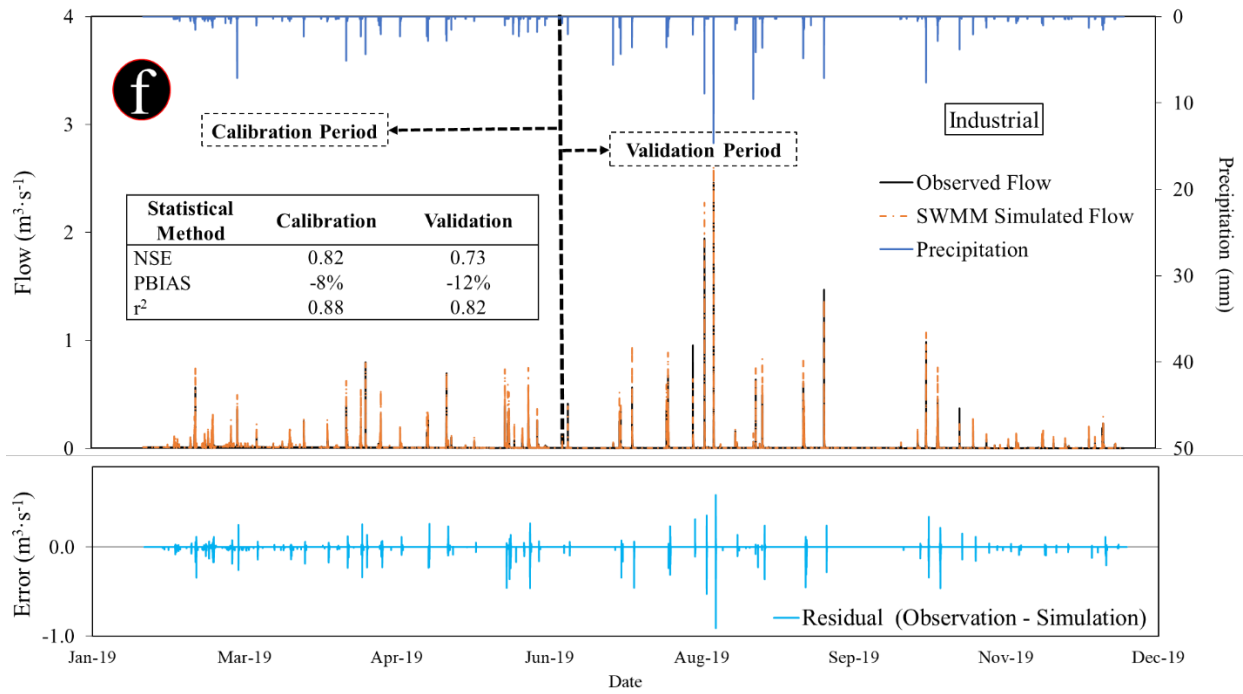 4
3
2
1
0
Flow (m³·s⁻¹)
f
Calibration Period
Validation Period
Industrial
Observed Flow
SWMM Simulated Flow
Precipitation
Statistical Method Calibration Validation
NSE 0.82 0.73
PBIAS -8% -12%
r² 0.88 0.82
0
10
20
30
40
50
Precipitation (mm)
0.0
-1.0
Error (m³·s⁻¹)
Residual (Observation - Simulation)
Jan-19 Mar-19 Apr-19 Jun-19 Aug-19 Sep-19 Nov-19 Dec-19
Date